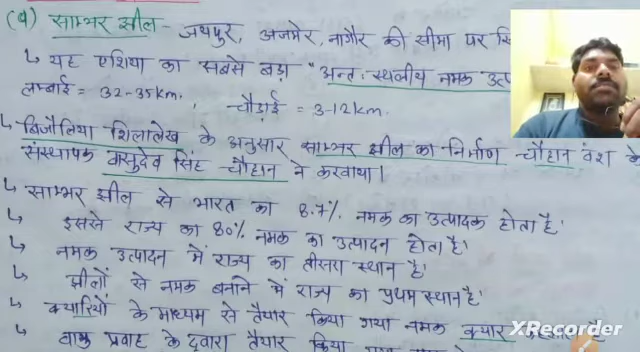 (9) साम्भर झील - जयपुर, अजमेर, नागौर की सीमा पर
↳ यह एशिया का सबसे बड़ा "अन्तः स्थलीय नमक
लम्बाई = 32-35km, चौड़ाई = 3-12km.
↳ बिजौलिया शिलालेख के अनुसार साम्भर झील का निर्माण चौहान वंश के
संस्थापक वासुदेव सिंह चौहान ने करवाया।
↳ साम्भर झील से भारत का 8.7% नमक का उत्पादक होता है'
↳ इससे राज्य का 80% नमक का उत्पादन होता है'
↳ नमक उत्पादन में राज्य का तीसरा स्थान है'
↳ झीलों से नमक बनाने में राज्य का प्रथम स्थान है'
↳ क्यारियों के माध्यम से तैयार किया गया नमक क्यार
↳ वायु प्रवाह के द्वारा तैयार किया
XRecorder